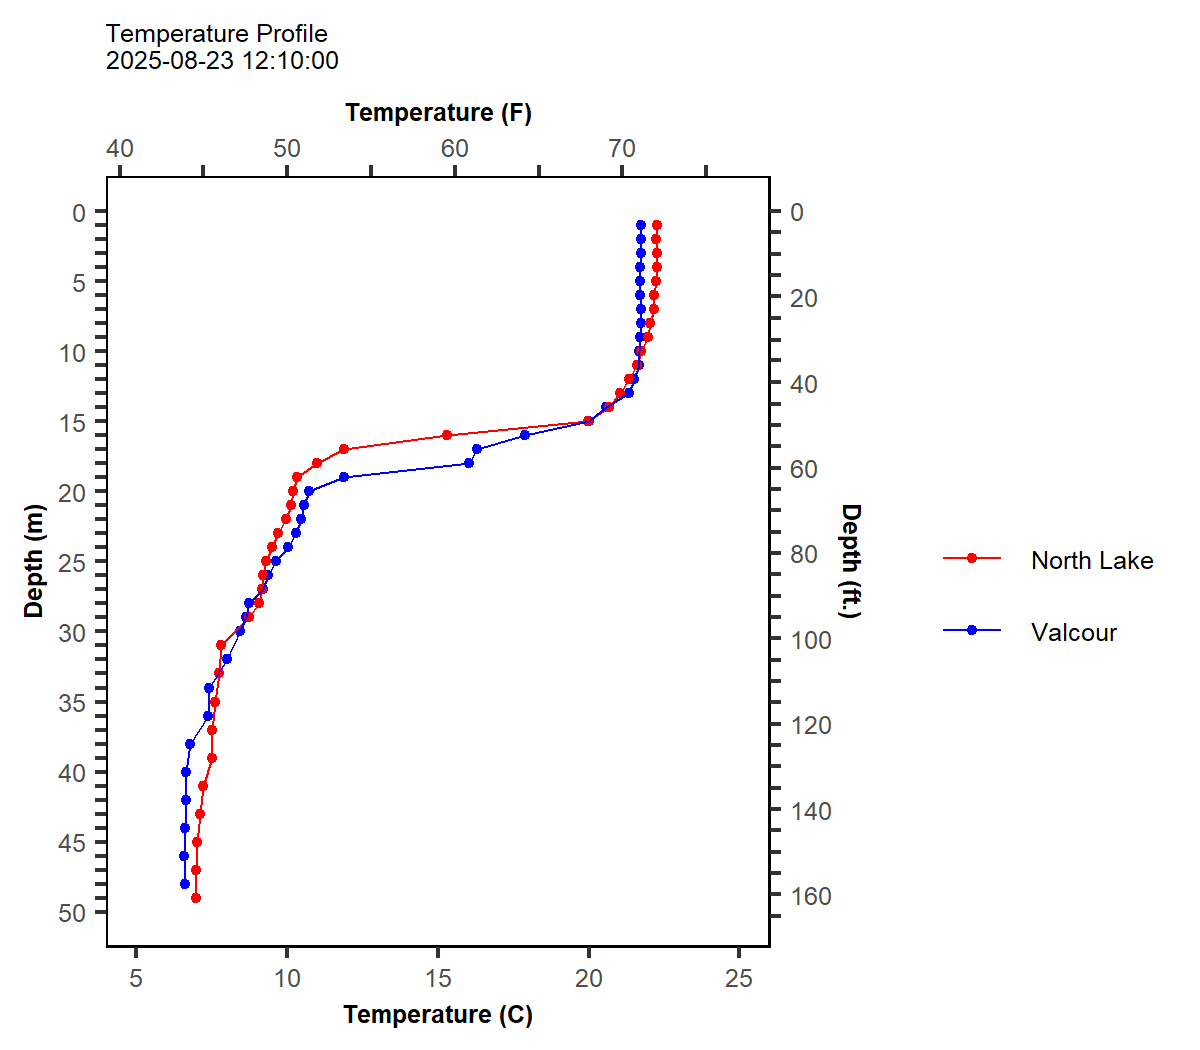 Temperature Profile
2025-08-23 12:10:00
Temperature (F)
40 50 60 70
0
5
10
15
20
25
30
35
40
45
50
Depth (m)
0
20
40
60
80
100
120
140
160
Depth (ft.)
North Lake
Valcour
5 10 15 20 25
Temperature (C)